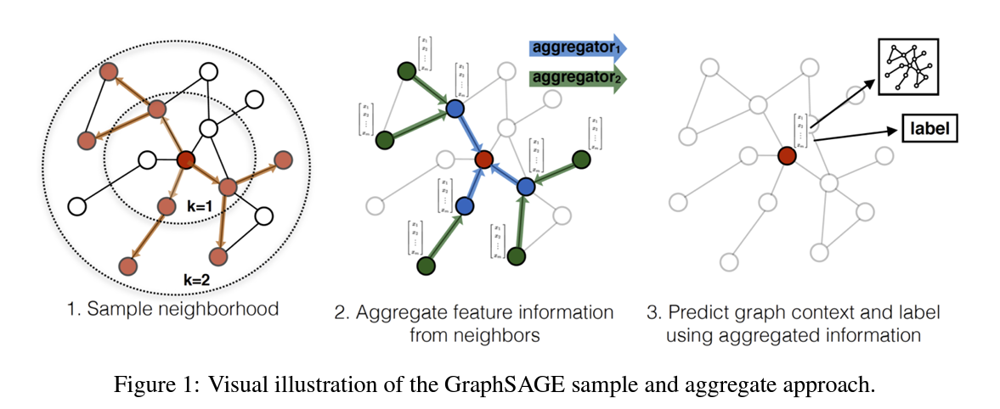 aggregator₁
aggregator₂
label
k=1
k=2
1. Sample neighborhood
2. Aggregate feature information
from neighbors
3. Predict graph context and label
using aggregated information
Figure 1: Visual illustration of the GraphSAGE sample and aggregate approach.